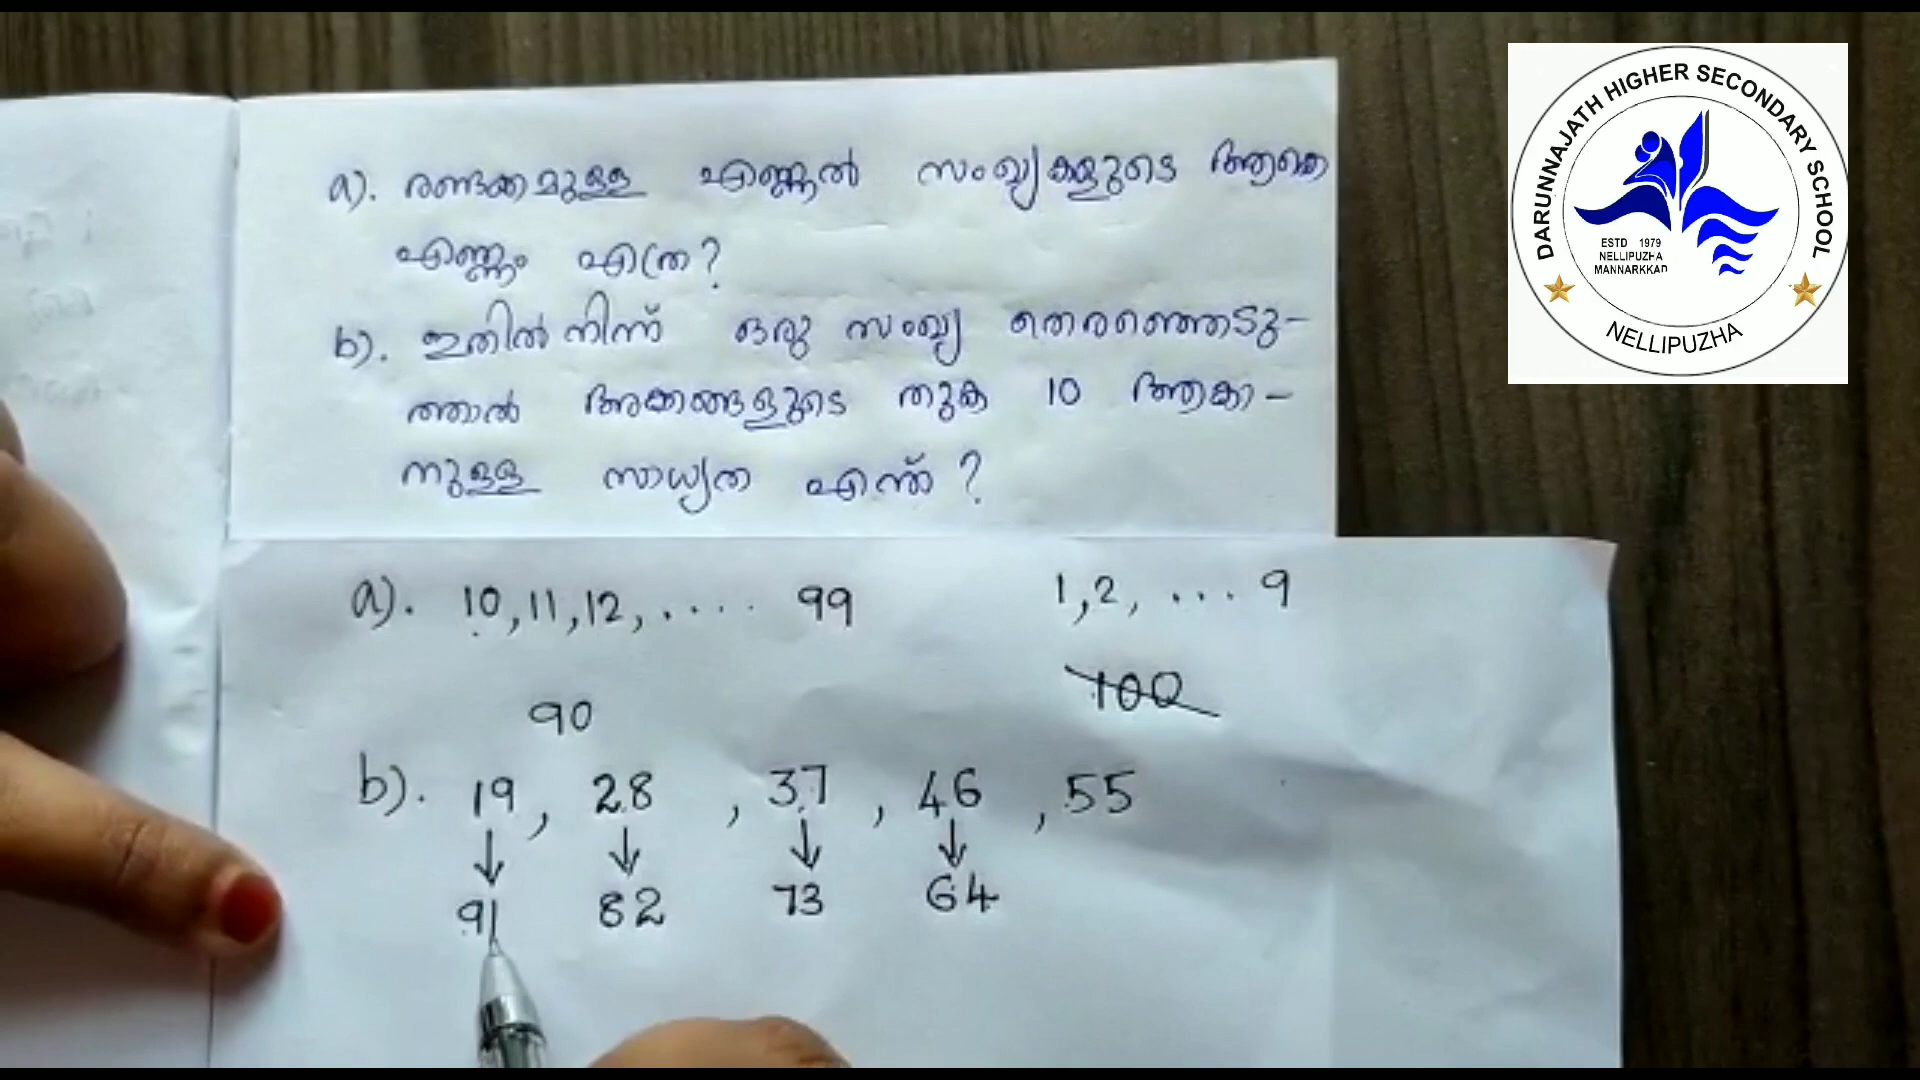 a). രണ്ടക്കമുള്ള എണ്ണൽ സംഖ്യകളുടെ ആകെ
എണ്ണം എത്ര?
b). ഇതിൽ നിന്ന് ഒരു സംഖ്യ തെരഞ്ഞെടു-
ത്താൽ അക്കങ്ങളുടെ തുക 10 ആകാ-
നുള്ള സാധ്യത എന്ത്?
a). 10, 11, 12, .... 99 1, 2, ... 9
100
90
b). 19, 28, 37, 46, 55
↓ ↓ ↓ ↓
91 82 73 64
DARUNNAJATH HIGHER SECONDARY SCHOOL
ESTD 1979
NELLIPUZHA
MANNARKKAD
NELLIPUZHA